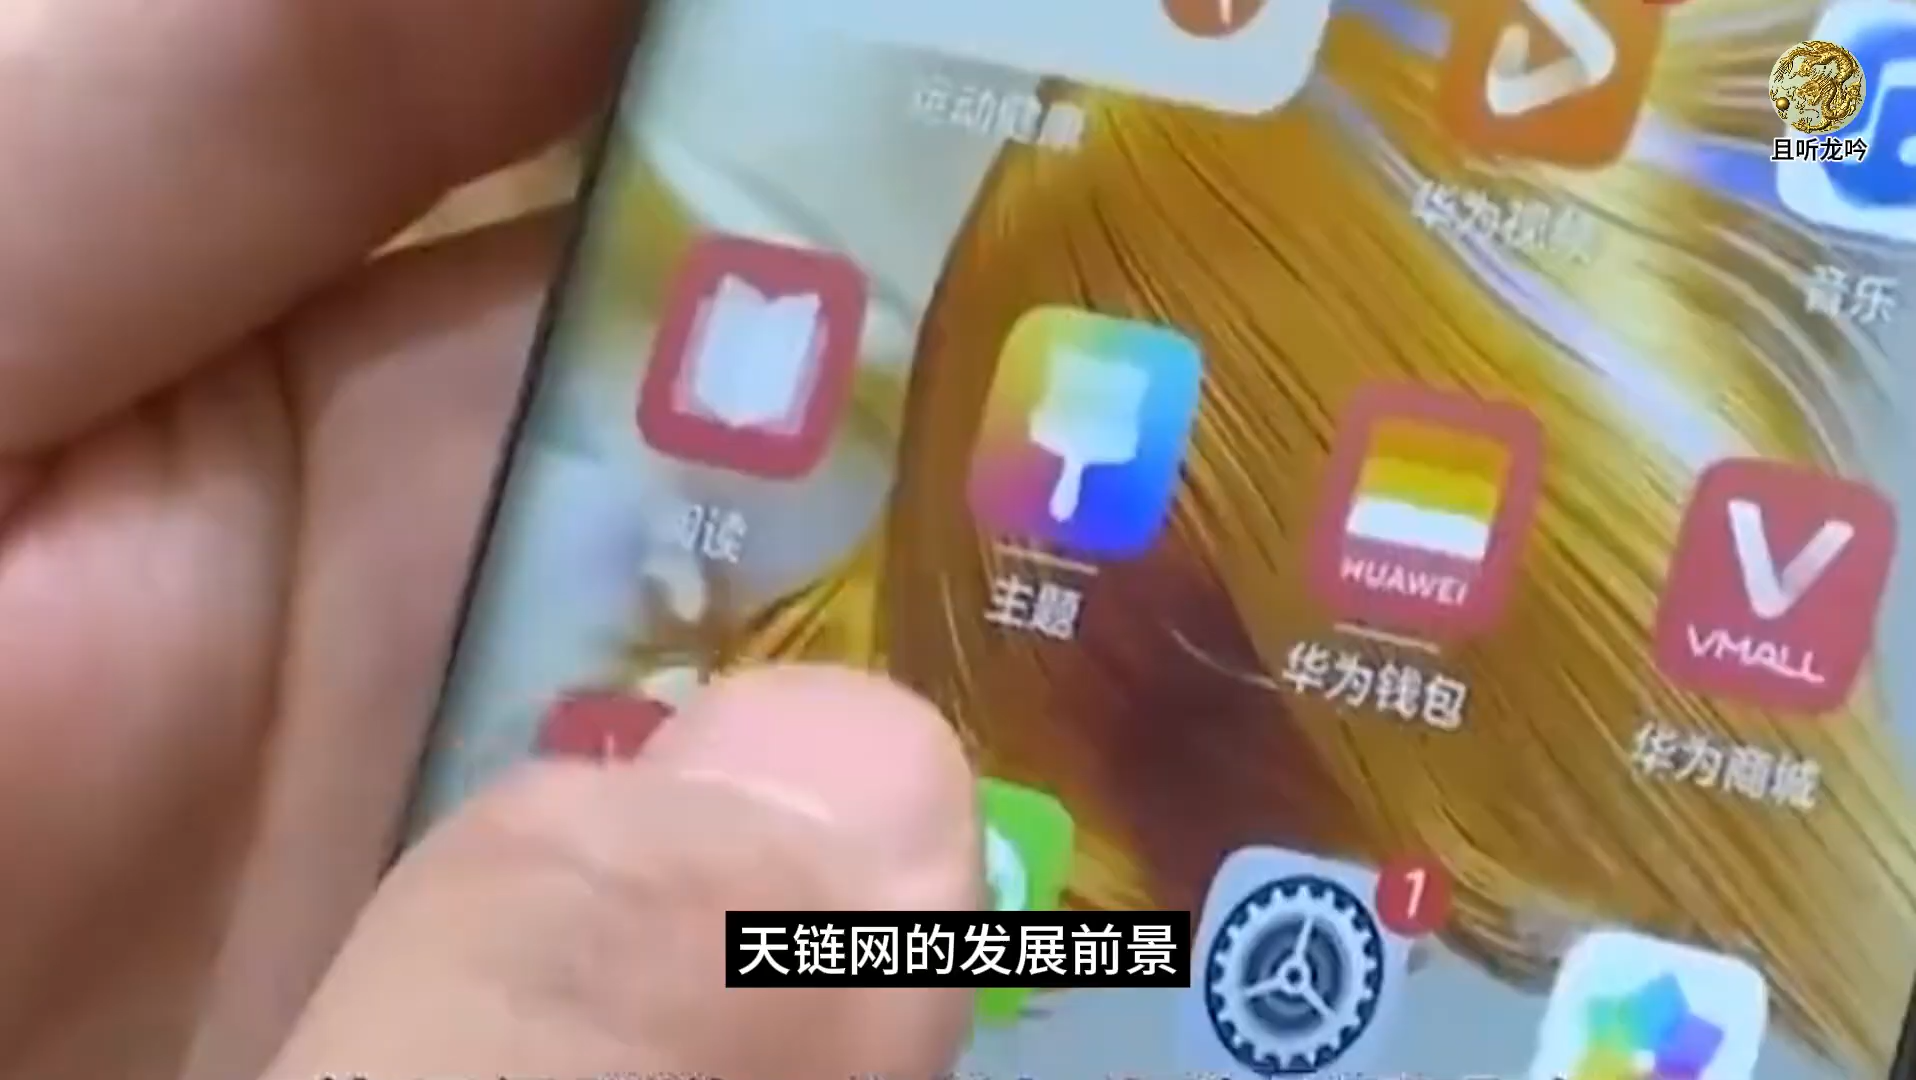 运动健康
华为视频
音乐
且听龙吟
阅读
主题
HUAWEI
华为钱包
VMALL
华为商城
1
天链网的发展前景